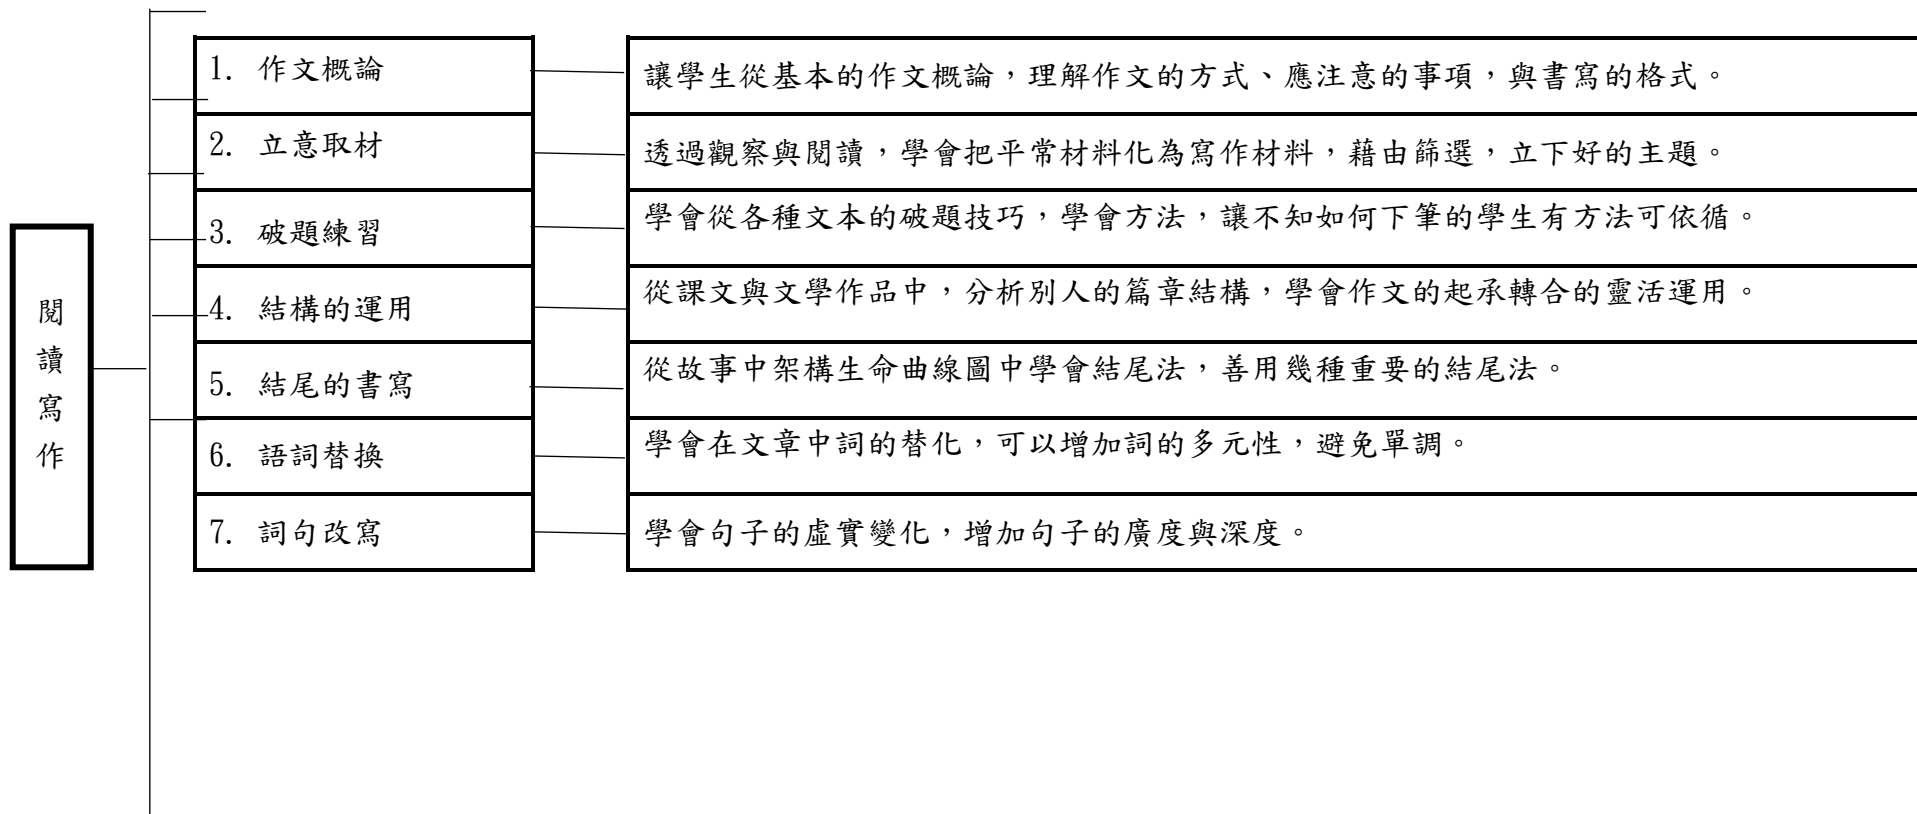 閱讀寫作
1. 作文概論
讓學生從基本的作文概論，理解作文的方式、應注意的事項，與書寫的格式。
2. 立意取材
透過觀察與閱讀，學會把平常材料化為寫作材料，藉由篩選，立下好的主題。
3. 破題練習
學會從各種文本的破題技巧，學會方法，讓不知如何下筆的學生有方法可依循。
4. 結構的運用
從課文與文學作品中，分析別人的篇章結構，學會作文的起承轉合的靈活運用。
5. 結尾的書寫
從故事中架構生命曲線圖中學會結尾法，善用幾種重要的結尾法。
6. 語詞替換
學會在文章中詞的替化，可以增加詞的多元性，避免單調。
7. 詞句改寫
學會句子的虛實變化，增加句子的廣度與深度。